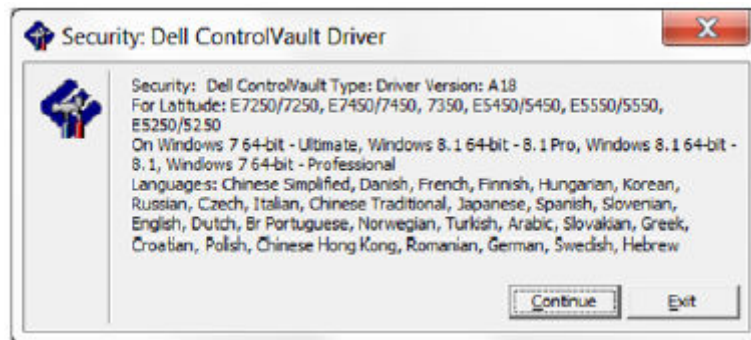 Security: Dell ControlVault Driver
Security: Dell ControlVault Type: Driver Version: A18
For Latitude: E7250/7250, E7450/7450, 7350, E5450/5450, E5550/5550,
E5250/5250
On Windows 7 64-bit - Ultimate, Windows 8.1 64-bit - 8.1 Pro, Windows 8.1 64-bit -
8.1, Windows 7 64-bit - Professional
Languages: Chinese Simplified, Danish, French, Finnish, Hungarian, Korean,
Russian, Czech, Italian, Chinese Traditional, Japanese, Spanish, Slovenian,
English, Dutch, Br Portuguese, Norwegian, Turkish, Arabic, Slovakian, Greek,
Croatian, Polish, Chinese Hong Kong, Romanian, German, Swedish, Hebrew
Continue Exit